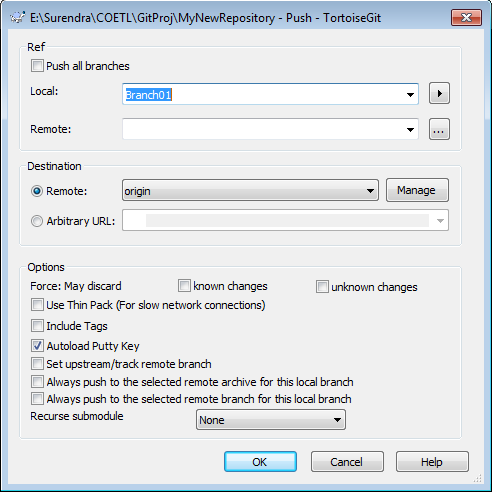 E:\Surendra\COETL\GitProj\MyNewRepository - Push - TortoiseGit
Ref
Push all branches
Local: Branch01
Remote: ...
Destination
Remote: origin Manage
Arbitrary URL:
Options
Force: May discard known changes unknown changes
Use Thin Pack (For slow network connections)
Include Tags
Autoload Putty Key
Set upstream/track remote branch
Always push to the selected remote archive for this local branch
Always push to the selected remote branch for this local branch
Recurse submodule None
OK Cancel Help